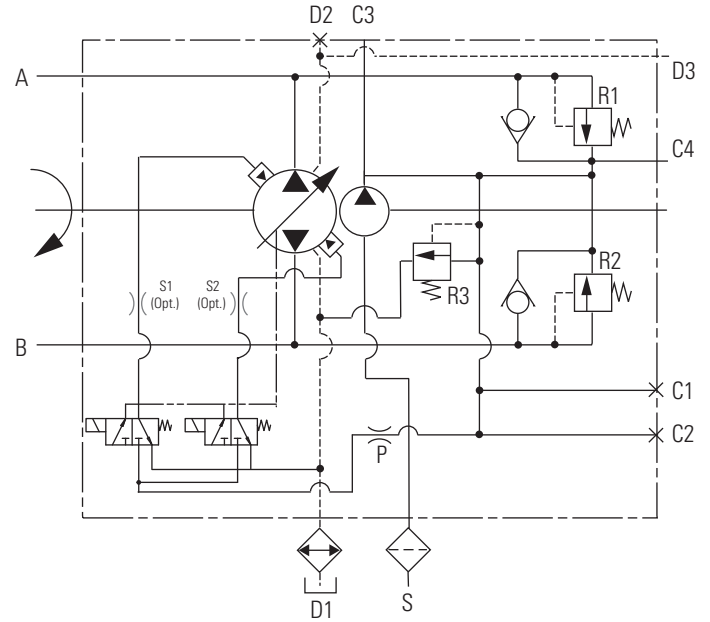 D2 C3
A
D3
R1
C4
S1 S2
(Opt.) (Opt.)
R3
R2
B
C1
P
C2
D1
S